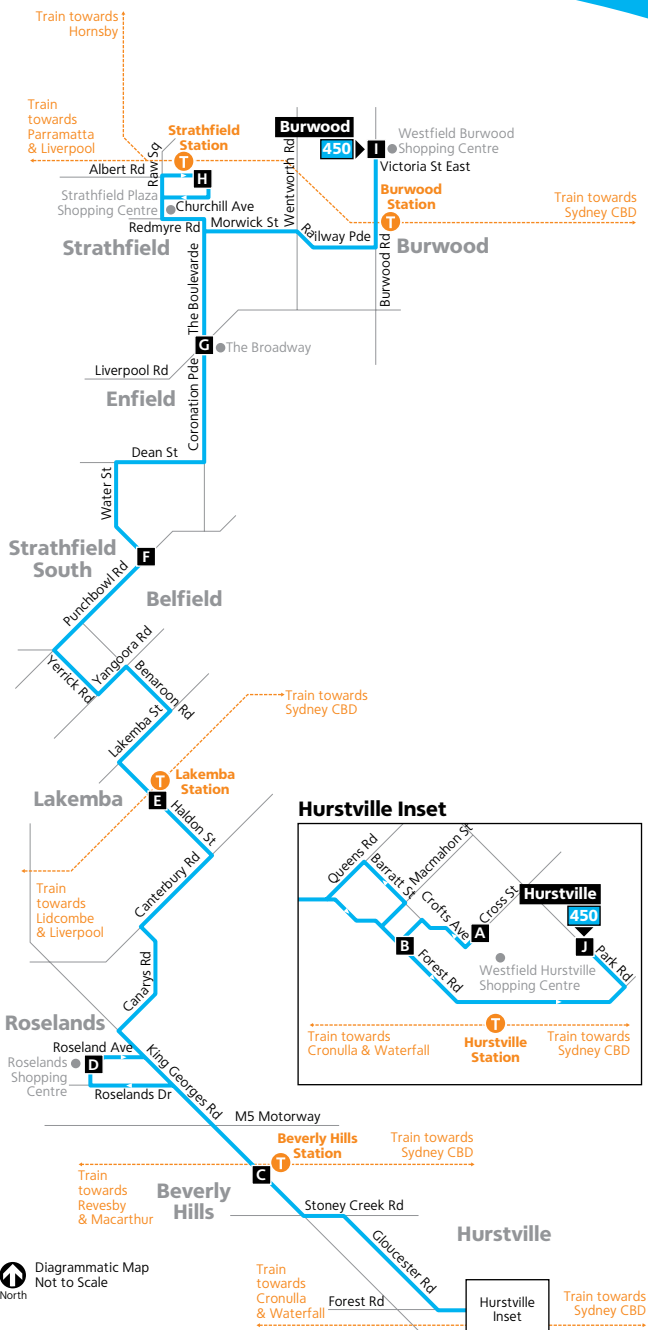 Train towards
Hornsby
Train
towards
Parramatta
& Liverpool
Strathfield
Station
T
Burwood
450
I
Westfield Burwood
Shopping Centre
Victoria St East
Raw Sq
Wentworth Rd
Albert Rd
H
Strathfield Plaza
Shopping Centre
Churchill Ave
Burwood
Station
T
Train towards
Sydney CBD
Redmyre Rd
Morwick St
Railway Pde
Burwood Rd
Strathfield
Burwood
The Boulevarde
G
The Broadway
Liverpool Rd
Enfield
Coronation Pde
Dean St
Water St
Strathfield
South
F
Belfield
Punchbowl Rd
Yangoora Rd
Yerrick Rd
Benaroon Rd
Train towards
Sydney CBD
Lakemba St
T
Lakemba
Station
Lakemba
E
Haldon St
Train
towards
Lidcombe
& Liverpool
Canterbury Rd
Canarys Rd
Hurstville Inset
Queens Rd
Barratt St
Macmahon St
Crofts Ave
Cross St
Hurstville
450
A
B
J
Forest Rd
Park Rd
Westfield Hurstville
Shopping Centre
T
Train towards
Cronulla & Waterfall
Hurstville
Station
Train towards
Sydney CBD
Roselands
Roseland Ave
Roselands
Shopping
Centre
D
Roselands Dr
King Georges Rd
M5 Motorway
Beverly Hills
Station
T
Train towards
Sydney CBD
C
Train
towards
Revesby
& Macarthur
Beverly
Hills
Stoney Creek Rd
Hurstville
Gloucester Rd
Diagrammatic Map
Not to Scale
North
Train
towards
Cronulla
& Waterfall
Forest Rd
Hurstville
Inset
Train towards
Sydney CBD